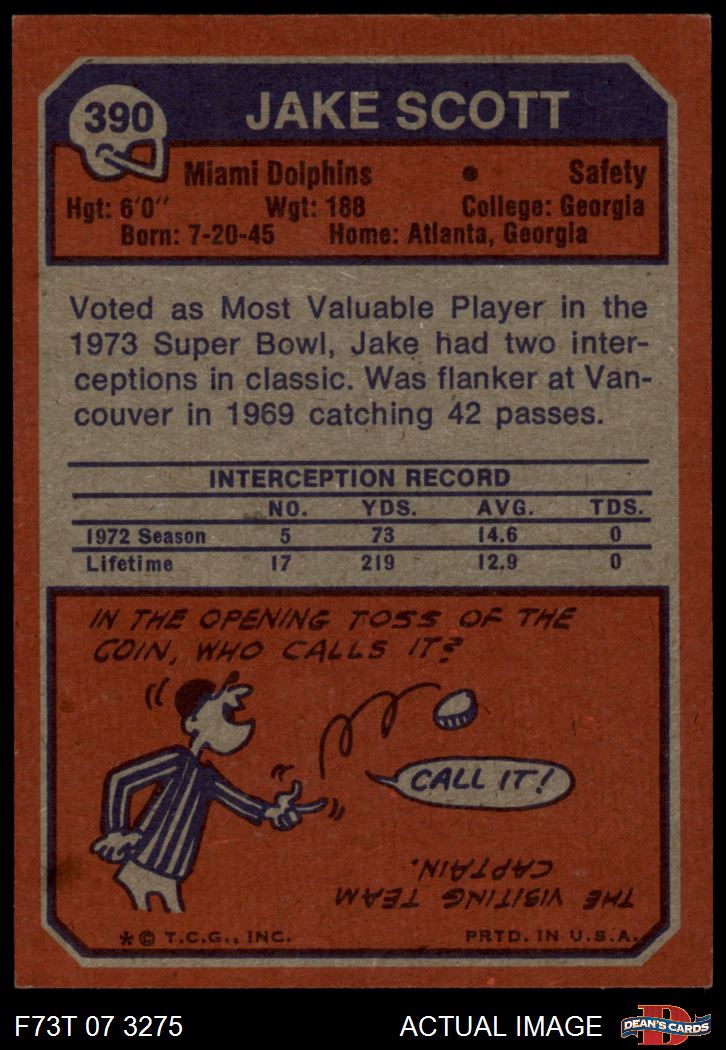 390
JAKE SCOTT
Miami Dolphins • Safety
Hgt: 6'0" Wgt: 188 College: Georgia
Born: 7-20-45 Home: Atlanta, Georgia
Voted as Most Valuable Player in the
1973 Super Bowl, Jake had two inter-
ceptions in classic. Was flanker at Van-
couver in 1969 catching 42 passes.
INTERCEPTION RECORD
NO. YDS. AVG. TDS.
1972 Season 5 73 14.6 0
Lifetime 17 219 12.9 0
IN THE OPENING TOSS OF THE
COIN, WHO CALLS IT?
CALL IT!
THE VISITING TEAM
CAPTAIN.
* © T.C.G., INC. PRTD. IN U.S.A.
F73T 07 3275 ACTUAL IMAGE
D
DEAN'S CARDS